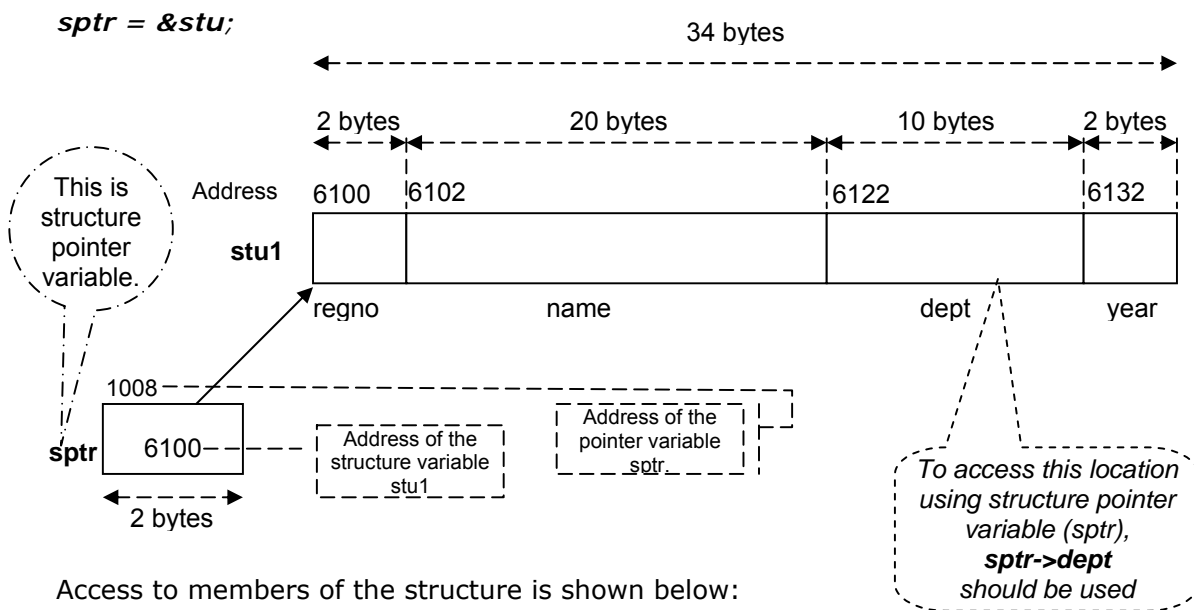 sptr = &stu;
34 bytes
2 bytes
20 bytes
10 bytes
2 bytes
This is
structure
pointer
variable.
Address
6100
6102
6122
6132
stu1
regno
name
dept
year
1008
sptr
6100
2 bytes
Address of the
structure variable
stu1
Address of the
pointer variable
sptr.
To access this location
using structure pointer
variable (sptr),
sptr->dept
should be used
Access to members of the structure is shown below: